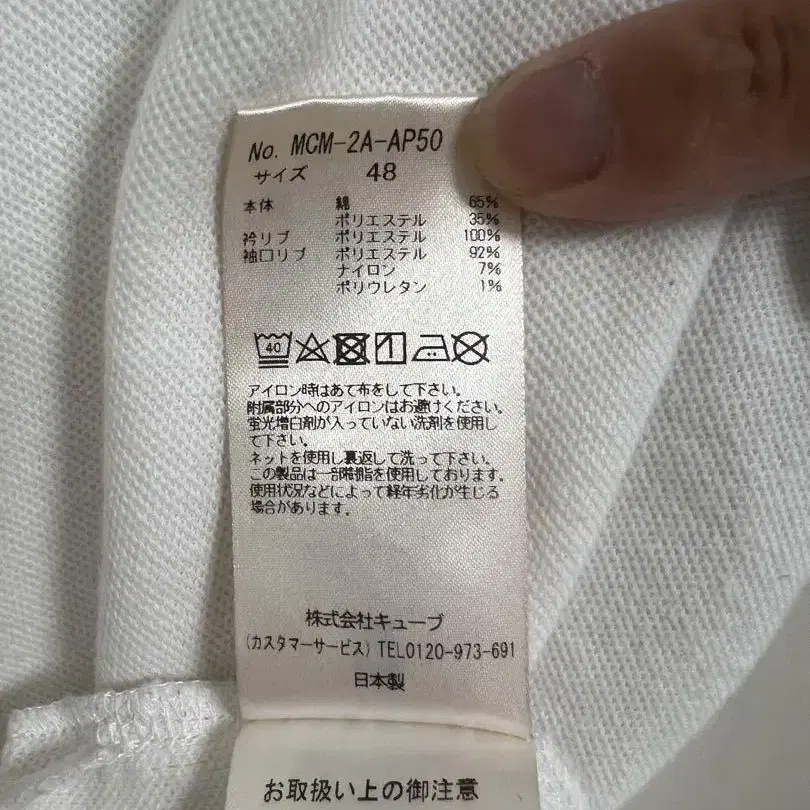 No. MCM-2A-AP50
サイズ 48
本体 綿 65%
ポリエステル 35%
衿リブ ポリエステル 100%
袖口リブ ポリエステル 92%
ナイロン 7%
ポリウレタン 1%
40
アイロン時はあて布をして下さい。
附属部分へのアイロンはお避けください。
蛍光増白剤が入っていない洗剤を使用し
て下さい。
ネットを使用し裏返して洗って下さい。
この製品は一部樹脂を使用しております。
使用状況などによって経年劣化が生じる
場合があります。
株式会社キューブ
(カスタマーサービス) TEL0120-973-691
日本製
お取扱い上の御注意